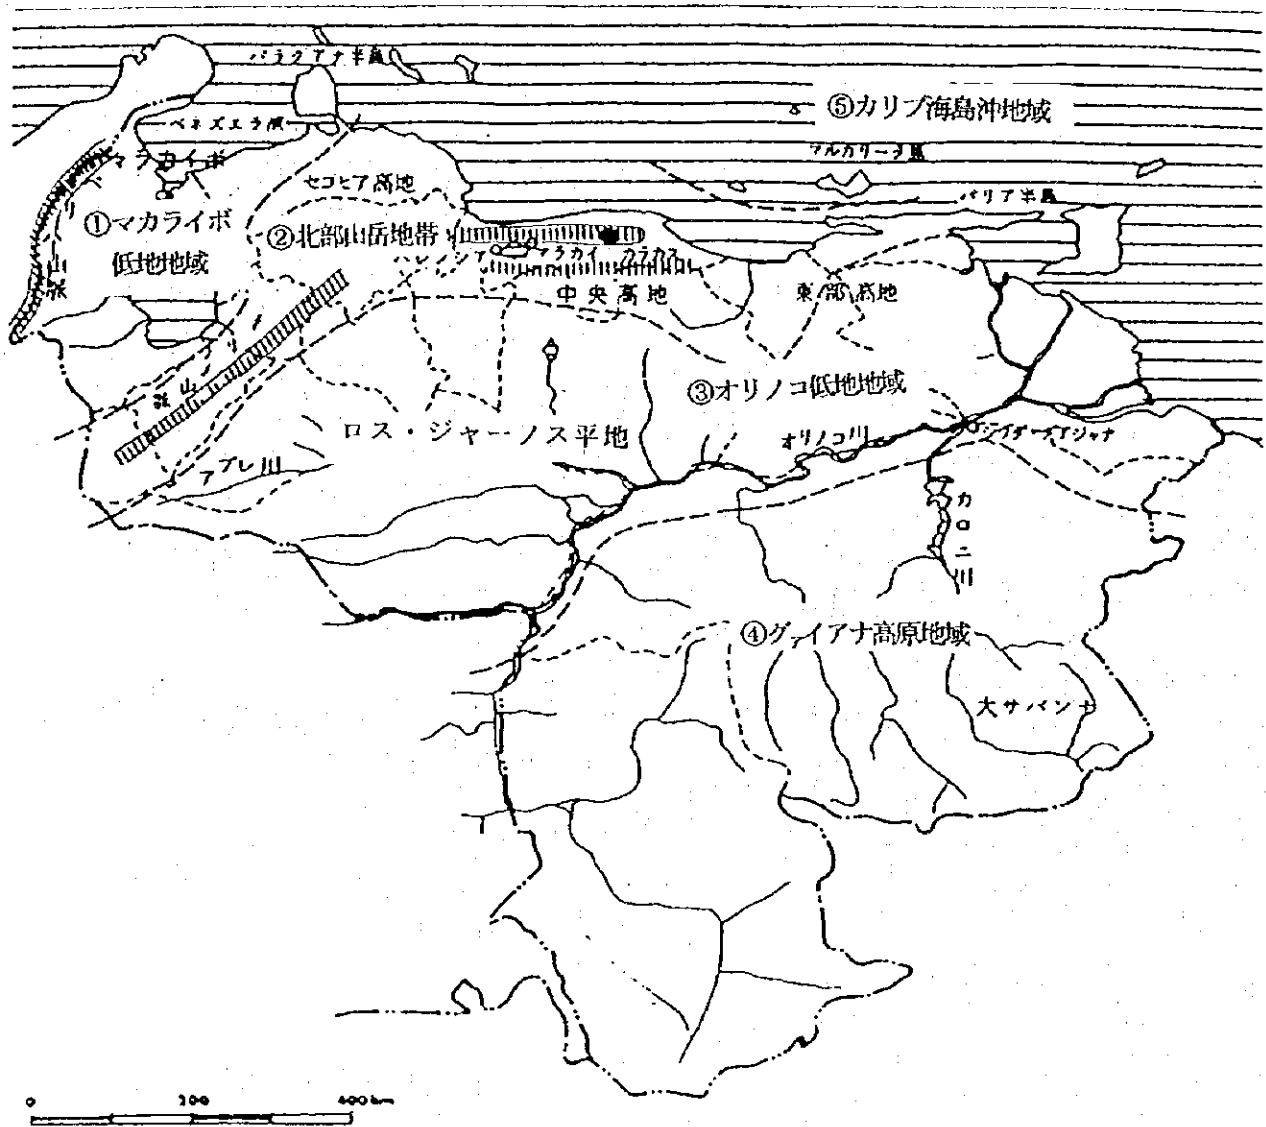 パラグアナ半島
⑤カリブ海島沖地域
ベネズエラ湾
マルガリータ島
マラカイボ
セゴビア高地
パリア半島
①マカライボ
低地地域
②北部山岳地帯
バレンシア
マラカイ
カラカス
中央高地
東部高地
山脈
③オリノコ低地地域
ロス・ジャーノス平地
オリノコ川
アプレ川
カロニ川
④グァイアナ高原地域
大サバンナ
0 200 400km